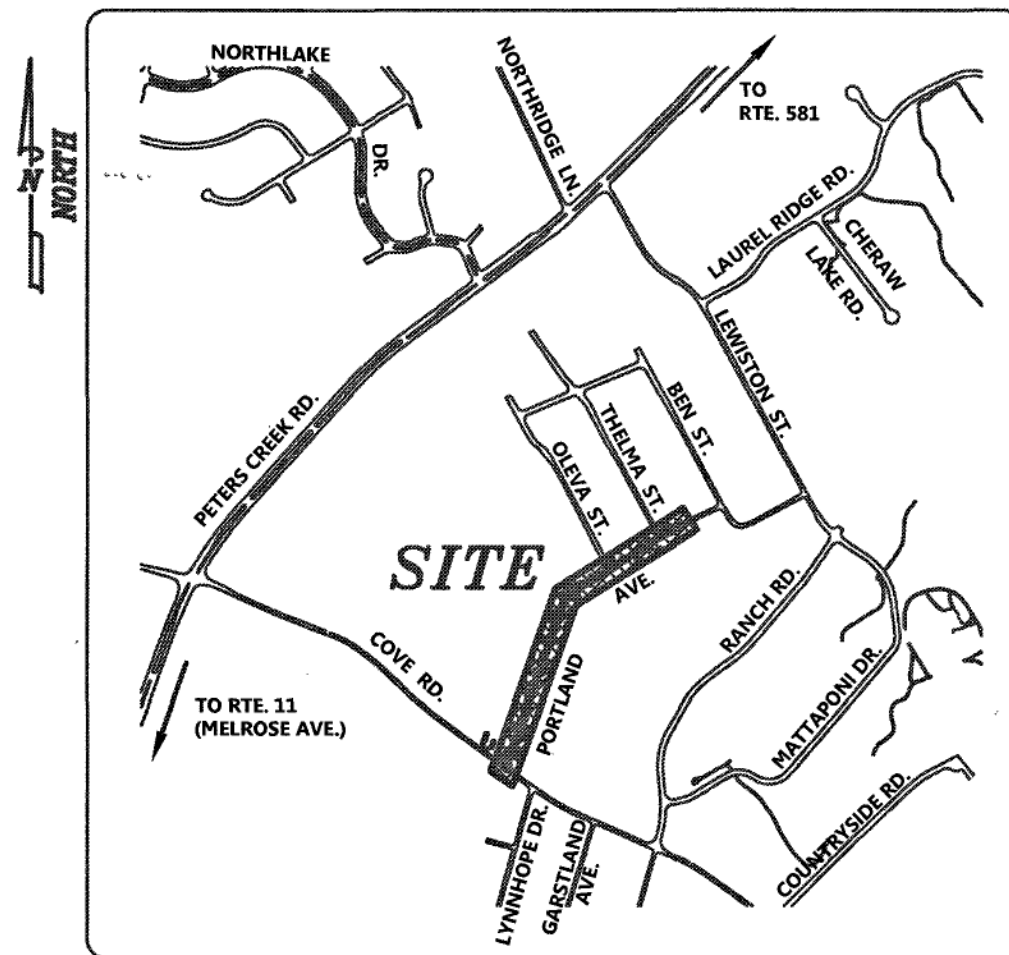 NORTHLAKE
DR.
NORTHRIDGE LN.
TO
RTE. 581
N
NORTH
LAUREL RIDGE RD.
CHERAW
LAKE RD.
LEWISTON ST.
BEN ST.
THELMA ST.
OLEVA ST.
PETERS CREEK RD.
SITE
AVE.
PORTLAND
RANCH RD.
COVE RD.
MATTAPONI DR.
TO RTE. 11
(MELROSE AVE.)
COUNTRYSIDE RD.
LYNNHOPE DR.
GARSTLAND
AVE.